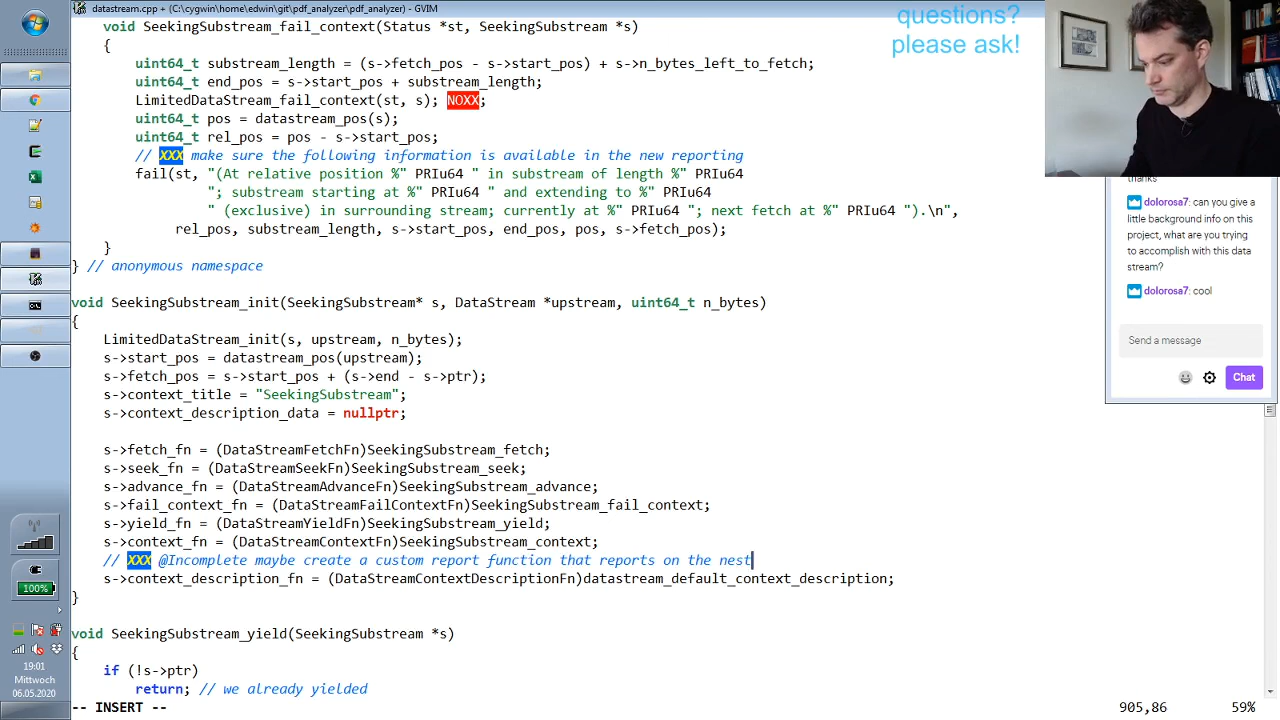 datastream.cpp + (C:\cygwin\home\edwin\git\pdf_analyzer\pdf_analyzer) - GVIM
void SeekingSubstream_fail_context(Status *st, SeekingSubstream *s)
{
uint64_t substream_length = (s->fetch_pos - s->start_pos) + s->n_bytes_left_to_fetch;
uint64_t end_pos = s->start_pos + substream_length;
LimitedDataStream_fail_context(st, s); NOXX;
uint64_t pos = datastream_pos(s);
uint64_t rel_pos = pos - s->start_pos;
// XXX make sure the following information is available in the new reporting
fail(st, "(At relative position %" PRIu64 " in substream of length %" PRIu64
"; substream starting at %" PRIu64 " and extending to %" PRIu64
" (exclusive) in surrounding stream; currently at %" PRIu64 "; next fetch at %" PRIu64 ").\n",
rel_pos, substream_length, s->start_pos, end_pos, pos, s->fetch_pos);
}
} // anonymous namespace
void SeekingSubstream_init(SeekingSubstream* s, DataStream *upstream, uint64_t n_bytes)
{
LimitedDataStream_init(s, upstream, n_bytes);
s->start_pos = datastream_pos(upstream);
s->fetch_pos = s->start_pos + (s->end - s->ptr);
s->context_title = "SeekingSubstream";
s->context_description_data = nullptr;
s->fetch_fn = (DataStreamFetchFn)SeekingSubstream_fetch;
s->seek_fn = (DataStreamSeekFn)SeekingSubstream_seek;
s->advance_fn = (DataStreamAdvanceFn)SeekingSubstream_advance;
s->fail_context_fn = (DataStreamFailContextFn)SeekingSubstream_fail_context;
s->yield_fn = (DataStreamYieldFn)SeekingSubstream_yield;
s->context_fn = (DataStreamContextFn)SeekingSubstream_context;
// XXX @Incomplete maybe create a custom report function that reports on the nest
s->context_description_fn = (DataStreamContextDescriptionFn)datastream_default_context_description;
}
void SeekingSubstream_yield(SeekingSubstream *s)
{
if (!s->ptr)
return; // we already yielded
-- INSERT --
905,86
59%
questions?
please ask!
thanks
dolorosa7: can you give a
little background info on this
project, what are you trying
to accomplish with this data
stream?
dolorosa7: cool
Send a message
Chat
100%
19:01
Mittwoch
06.05.2020